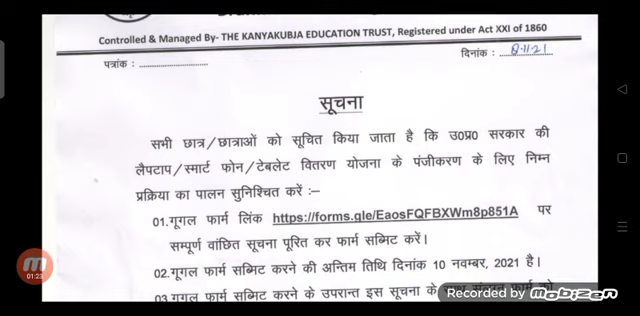 Controlled & Managed By- THE KANYAKUBJA EDUCATION TRUST, Registered under Act XXI of 1860
पत्रांक : ............................
दिनांक : 8.11.21
सूचना
सभी छात्र/छात्राओं को सूचित किया जाता है कि उ0प्र0 सरकार की
लैपटाप/स्मार्ट फोन/टेबलेट वितरण योजना के पंजीकरण के लिए निम्न
प्रक्रिया का पालन सुनिश्चित करें :–
01.गूगल फार्म लिंक https://forms.gle/EaosFQFBXWm8p851A पर
सम्पूर्ण वांछित सूचना पूरित कर फार्म सब्मिट करें।
02.गूगल फार्म सब्मिट करने की अन्तिम तिथि दिनांक 10 नवम्बर, 2021 है।
03.गूगल फार्म सब्मिट करने के उपरान्त इस सूचना के साथ संलग्न फार्म को
01:23
Recorded by mobizen